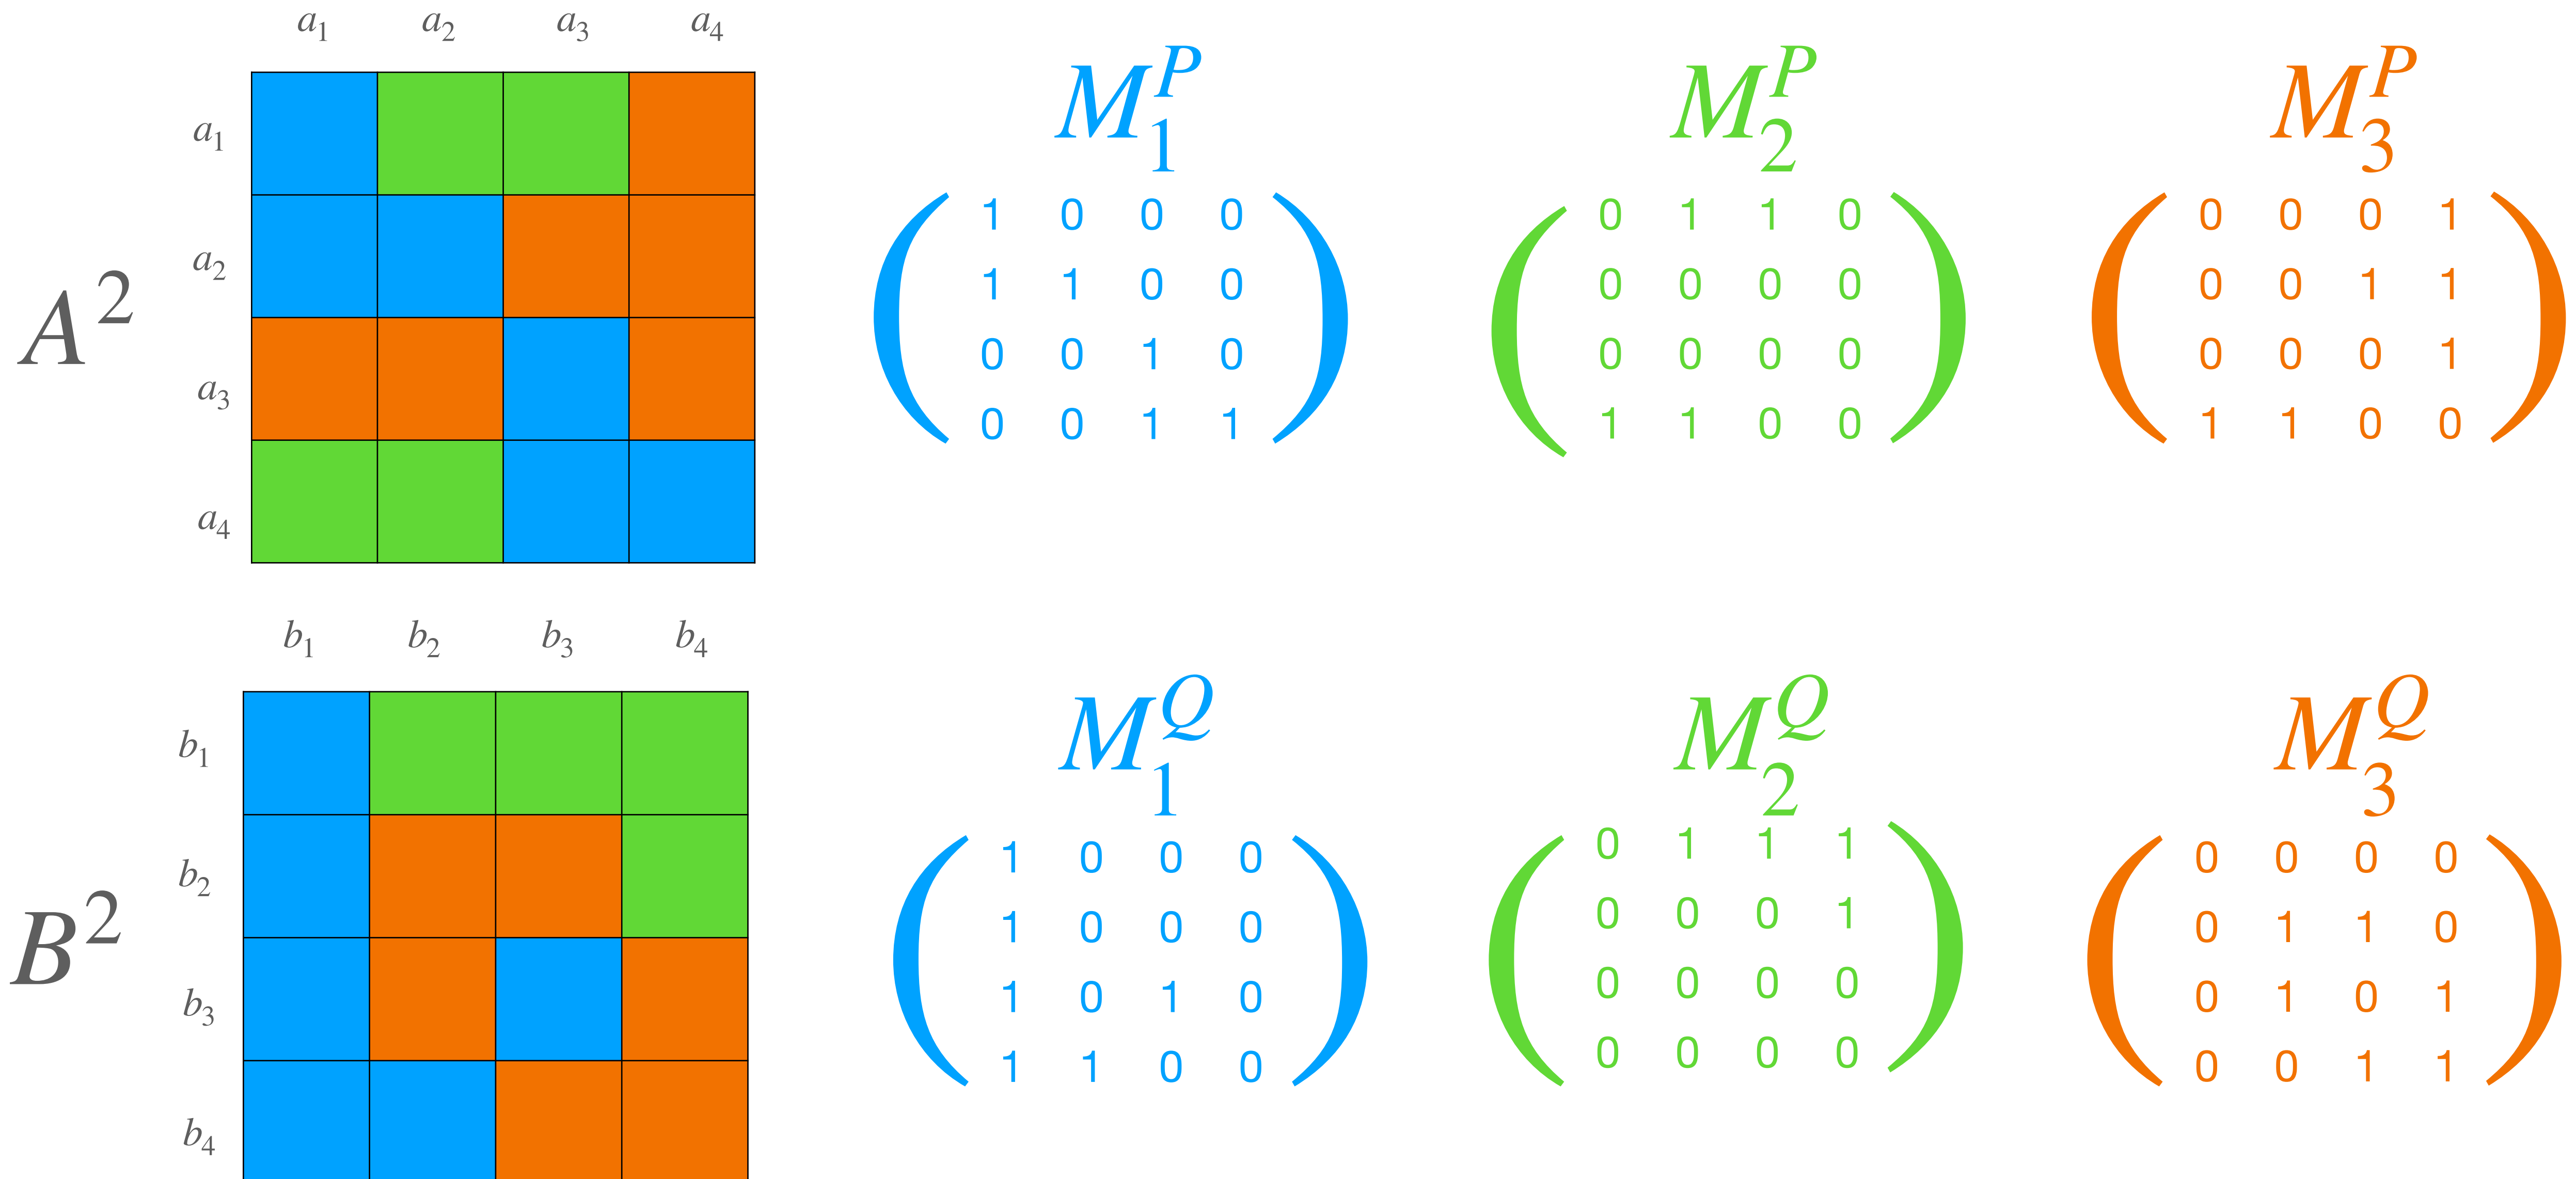 a₁ a₂ a₃ a₄
a₁
a₂
a₃
a₄
A²
M₁ᴾ M₂ᴾ M₃ᴾ
1 0 0 0 0 1 1 0 0 0 0 1
1 1 0 0 0 0 0 0 0 0 1 1
0 0 1 0 0 0 0 0 0 0 0 1
0 0 1 1 1 1 0 0 1 1 0 0
b₁ b₂ b₃ b₄
b₁
b₂
b₃
b₄
B²
M₁^Q M₂^Q M₃^Q
1 0 0 0 0 1 1 1 0 0 0 0
1 0 0 0 0 0 0 1 0 1 1 0
1 0 1 0 0 0 0 0 0 1 0 1
1 1 0 0 0 0 0 0 0 0 1 1